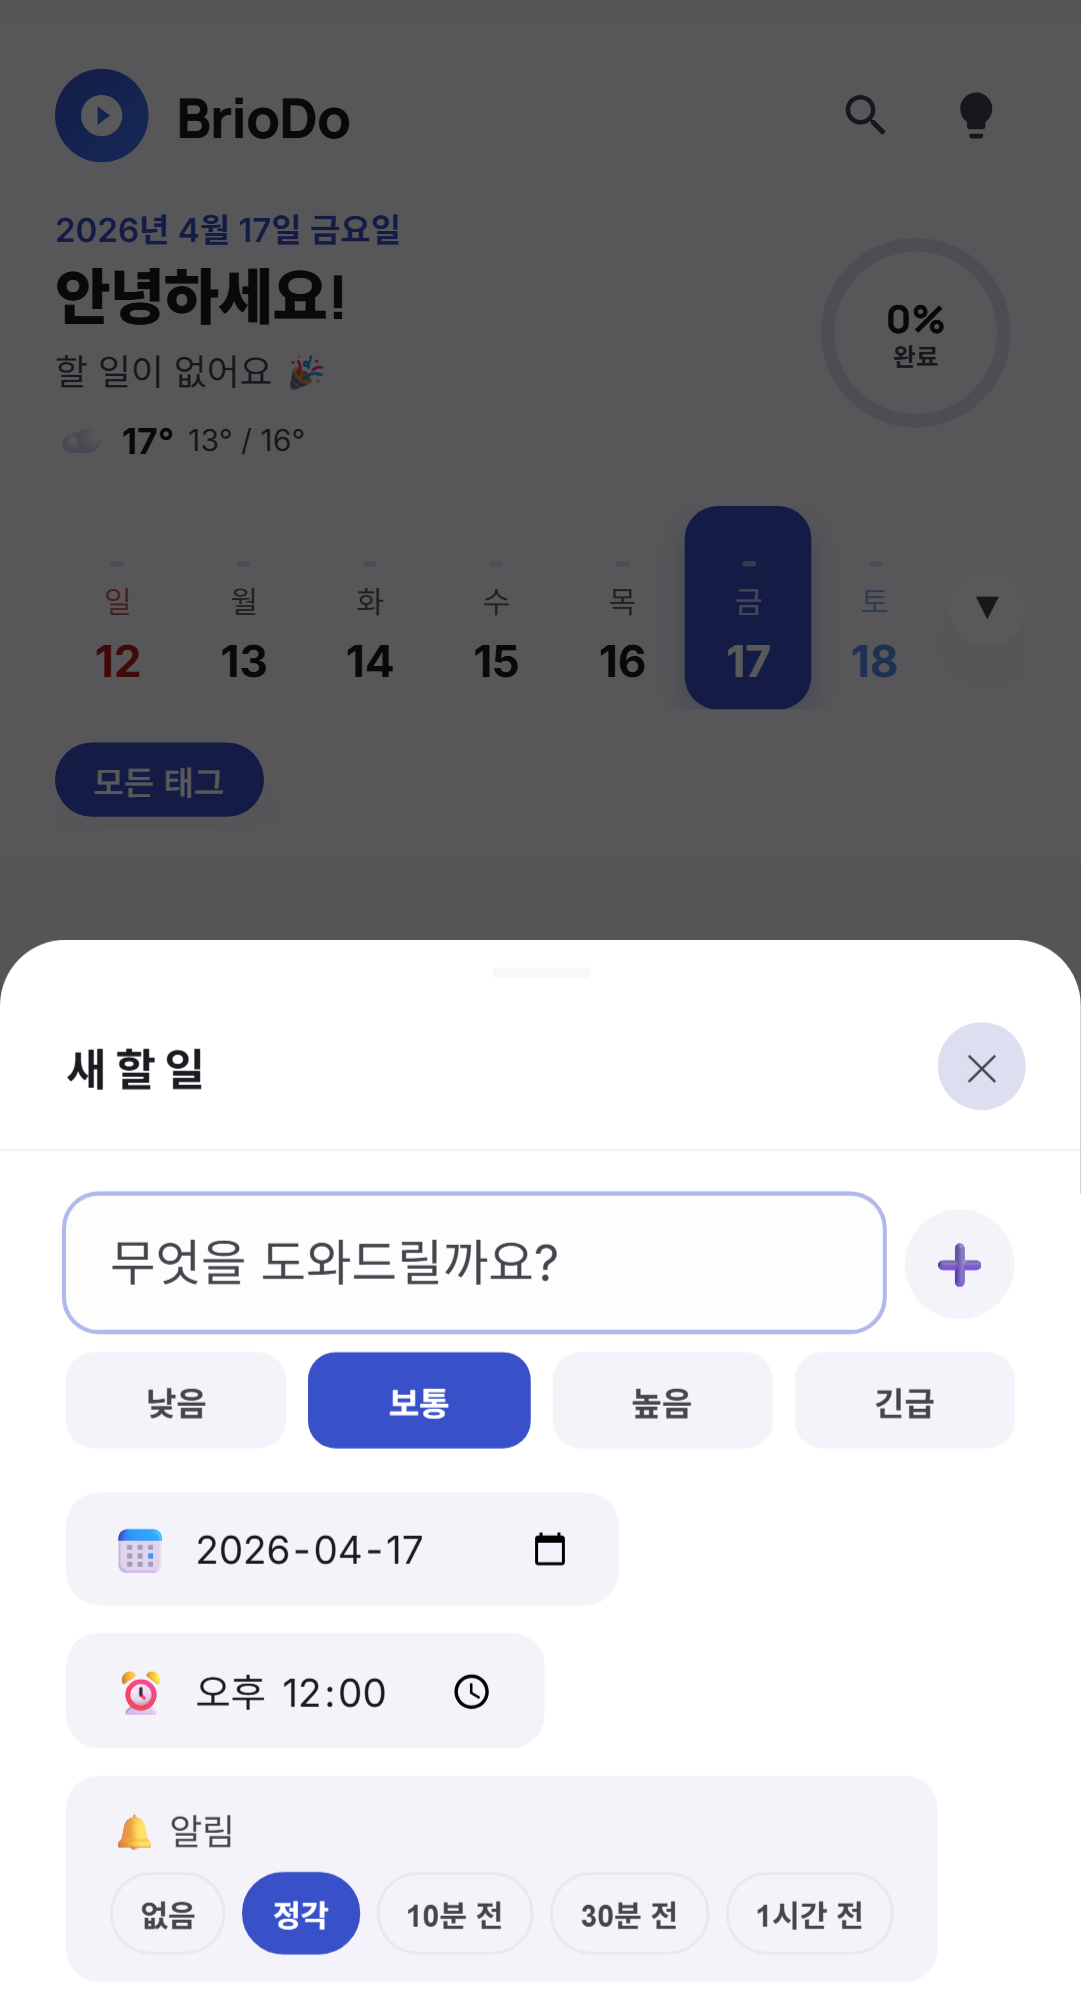 BrioDo
2026년 4월 17일 금요일
안녕하세요!
할 일이 없어요 🎉
17° 13° / 16°
0%
완료
일 월 화 수 목 금 토
12 13 14 15 16 17 18
모든 태그
새 할 일
무엇을 도와드릴까요?
낮음 보통 높음 긴급
2026-04-17
오후 12:00
알림
없음 정각 10분 전 30분 전 1시간 전